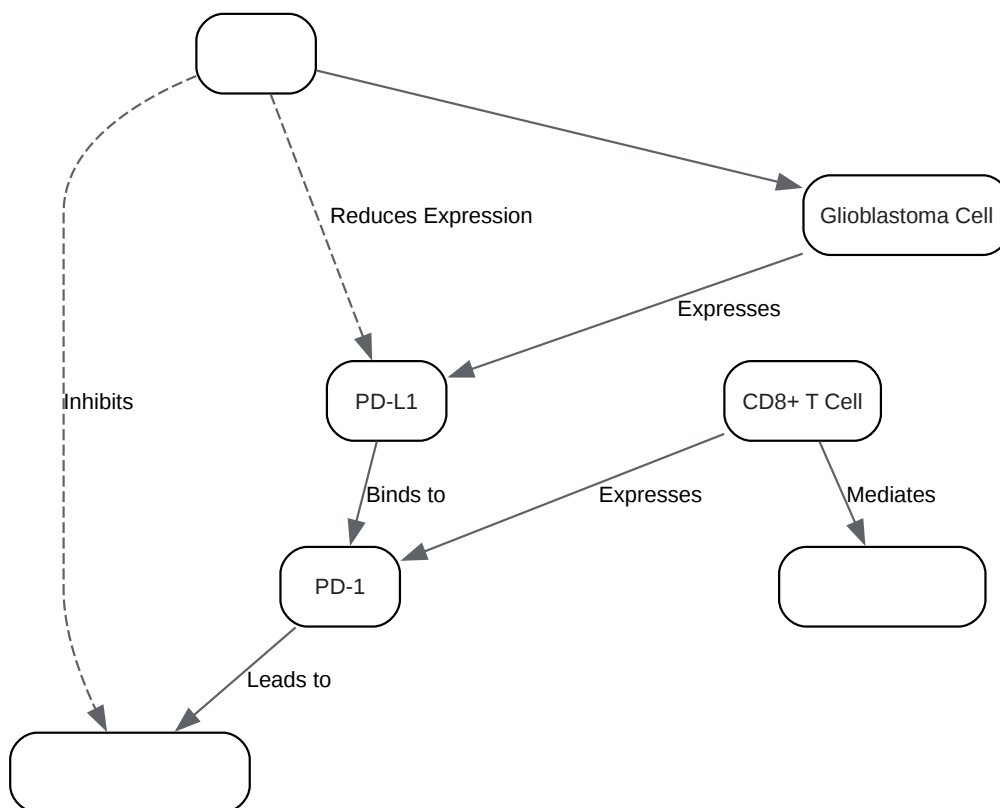 Glioblastoma Cell
Reduces Expression
Expresses
PD-L1
CD8+ T Cell
Inhibits
Binds to
Expresses
Mediates
PD-1
Leads to